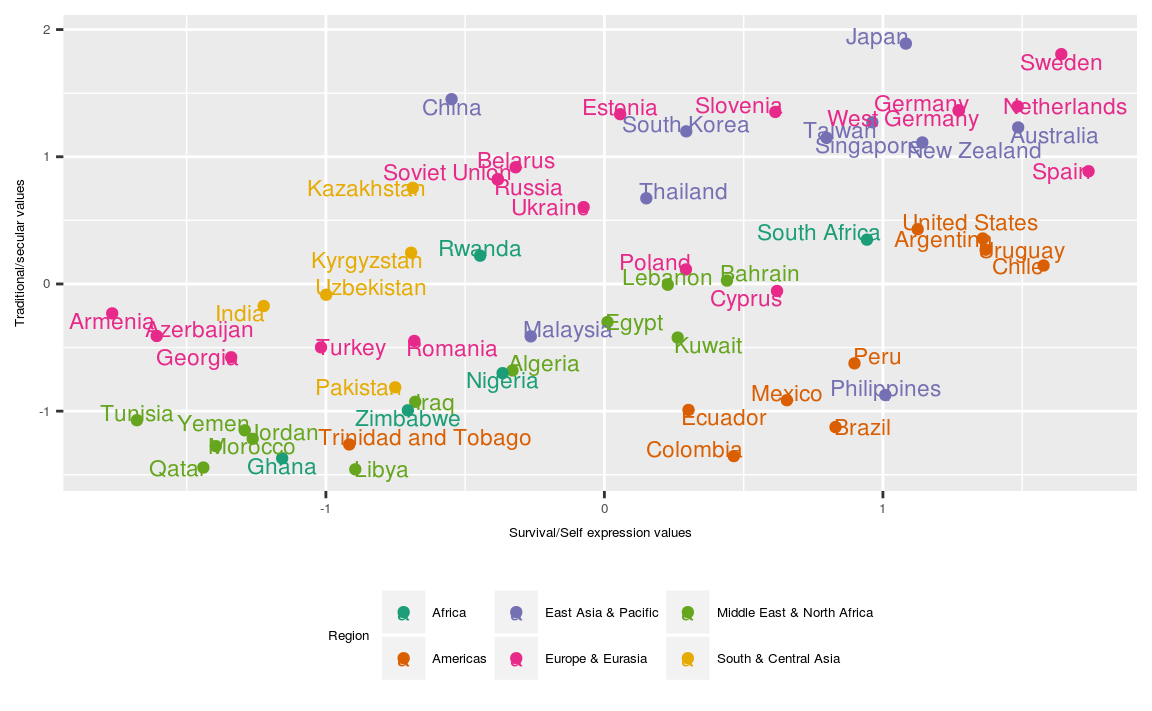 2
Japan
Sweden
China
Estonia
Slovenia
Germany
Netherlands
South Korea
West Germany
Taiwan
Australia
1
Singapore
New Zealand
Belarus
Soviet Union
Spain
Kazakhstan
Russia
Thailand
Ukraine
United States
South Africa
Argentina
Rwanda
Uruguay
Kyrgyzstan
Poland
Chile
0
Lebanon
Bahrain
Uzbekistan
Cyprus
India
Armenia
Azerbaijan
Malaysia
Egypt
Turkey
Romania
Kuwait
Georgia
Algeria
Peru
Nigeria
Pakistan
Philippines
Iraq
Mexico
-1
Tunisia
Zimbabwe
Ecuador
Yemen
Jordan
Brazil
Trinidad and Tobago
Morocco
Colombia
Qatar
Ghana
Libya
-1
0
1
Traditional/secular values
Survival/Self expression values
Region
Africa
East Asia & Pacific
Middle East & North Africa
Americas
Europe & Eurasia
South & Central Asia